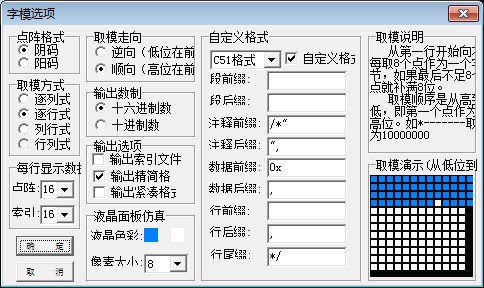 字模选项
点阵格式
阴码
阳码
取模方式
逐列式
逐行式
列行式
行列式
每行显示数据
点阵: 16
索引: 16
确 定
取 消
取模走向
逆向（低位在前
顺向（高位在前
输出数制
十六进制数
十进制数
输出选项
输出索引文件
输出精简格
输出紧凑格式
液晶面板仿真
液晶色彩:
像素大小: 8
自定义格式
C51格式 自定义格式
段前缀:
段后缀:
注释前缀: /*"
注释后缀: ",
数据前缀: 0x
数据后缀: ,
行前缀:
行后缀: ,
行尾缀: */
取模说明
从第一行开始向
每取8个点作为一个字
节，如果最后不足8个
点就补满8位。
取模顺序是从高
低，即第一个点作为
高位。如*-------取
为10000000
取模演示(从低位到